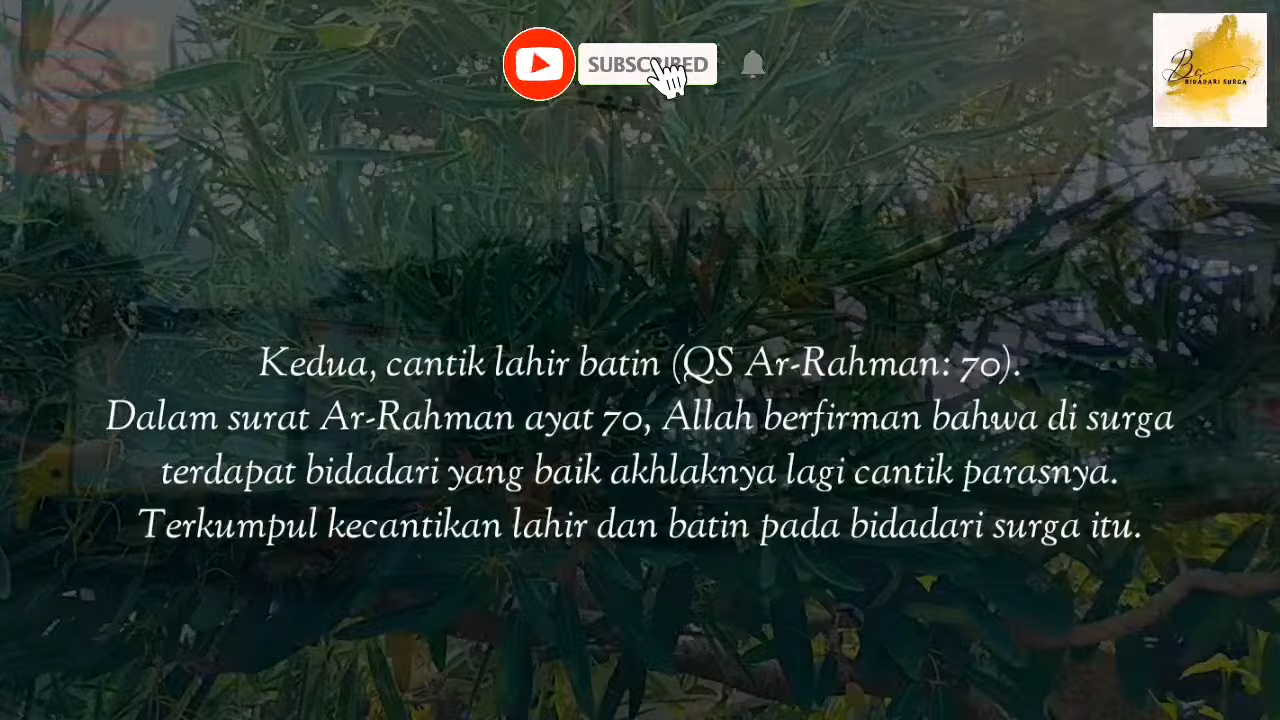 SUBSCRIBED
Be
BIDADARI SURGA
Kedua, cantik lahir batin (QS Ar-Rahman: 70).
Dalam surat Ar-Rahman ayat 70, Allah berfirman bahwa di surga
terdapat bidadari yang baik akhlaknya lagi cantik parasnya.
Terkumpul kecantikan lahir dan batin pada bidadari surga itu.